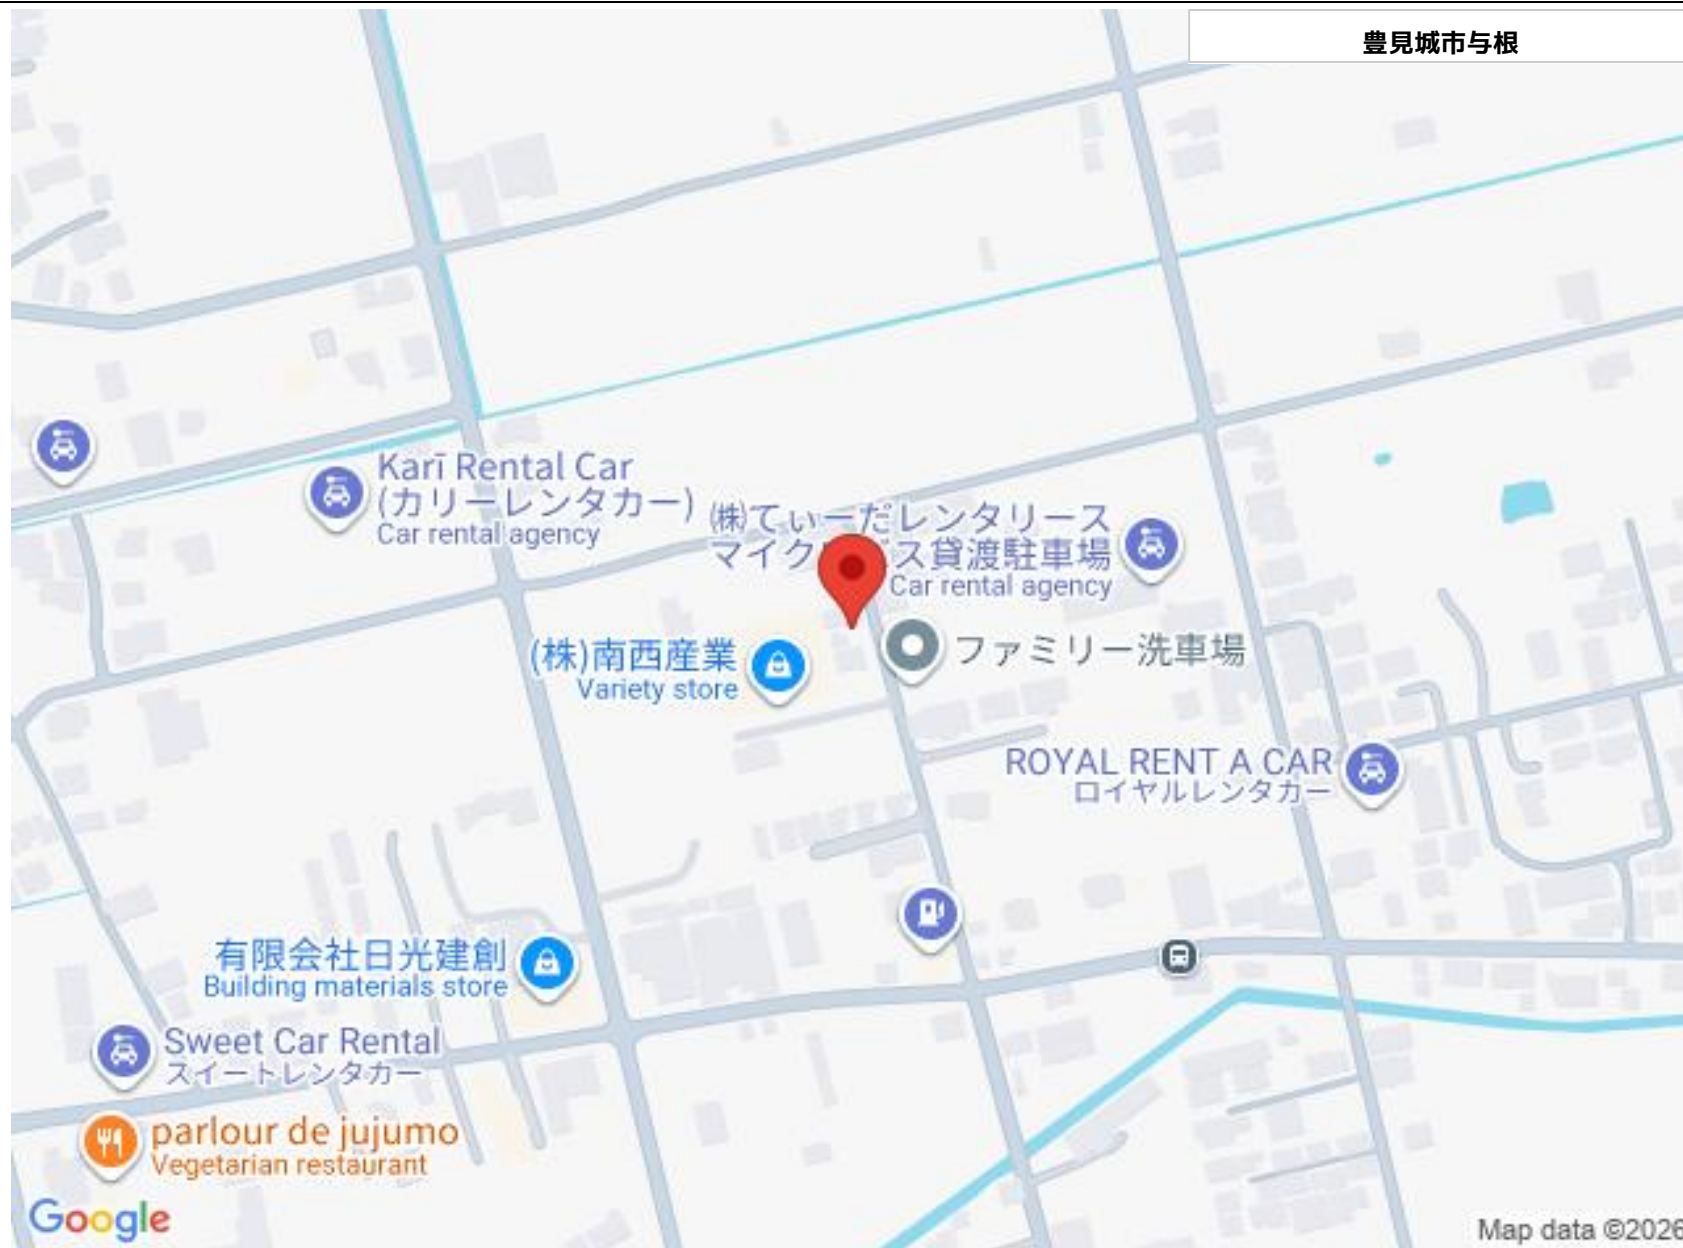 豊見城市与根
Karī Rental Car
(カリーレンタカー)
Car rental agency
㈱てぃーだレンタリース
マイク
ス貸渡駐車場
Car rental agency
(株)南西産業
Variety store
ファミリー洗車場
ROYAL RENT A CAR
ロイヤルレンタカー
有限会社日光建創
Building materials store
Sweet Car Rental
スイートレンタカー
parlour de jujumo
Vegetarian restaurant
Google
Map data ©2026